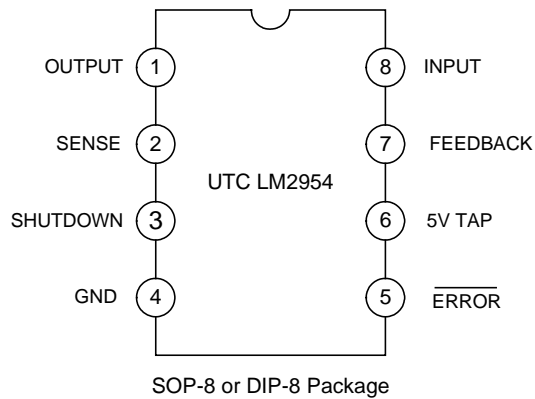 OUTPUT 1 8 INPUT
SENSE 2 7 FEEDBACK
UTC LM2954
SHUTDOWN 3 6 5V TAP
GND 4 5 ERROR
SOP-8 or DIP-8 Package